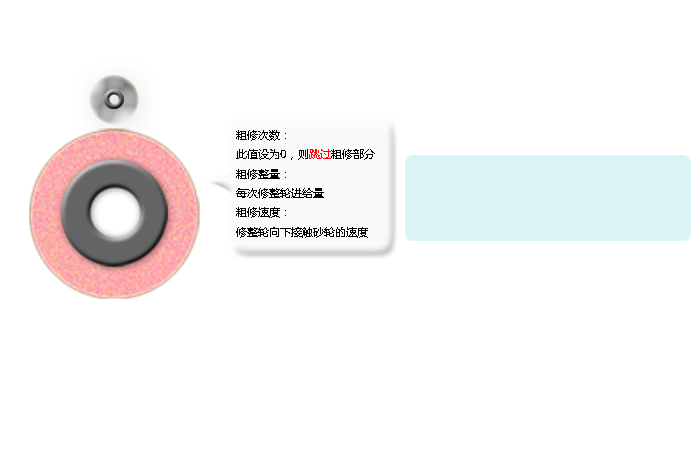 粗修次数：
此值设为0，则跳过粗修部分
粗修整量：
每次修整轮进给量
粗修速度：
修整轮向下接触砂轮的速度